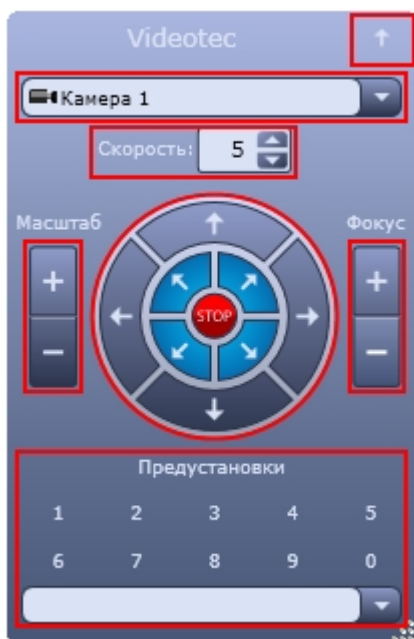 Videotec
Камера 1
Скорость: 5
Масштаб
Фокус
+
+
STOP
−
−
Предустановки
1 2 3 4 5
6 7 8 9 0